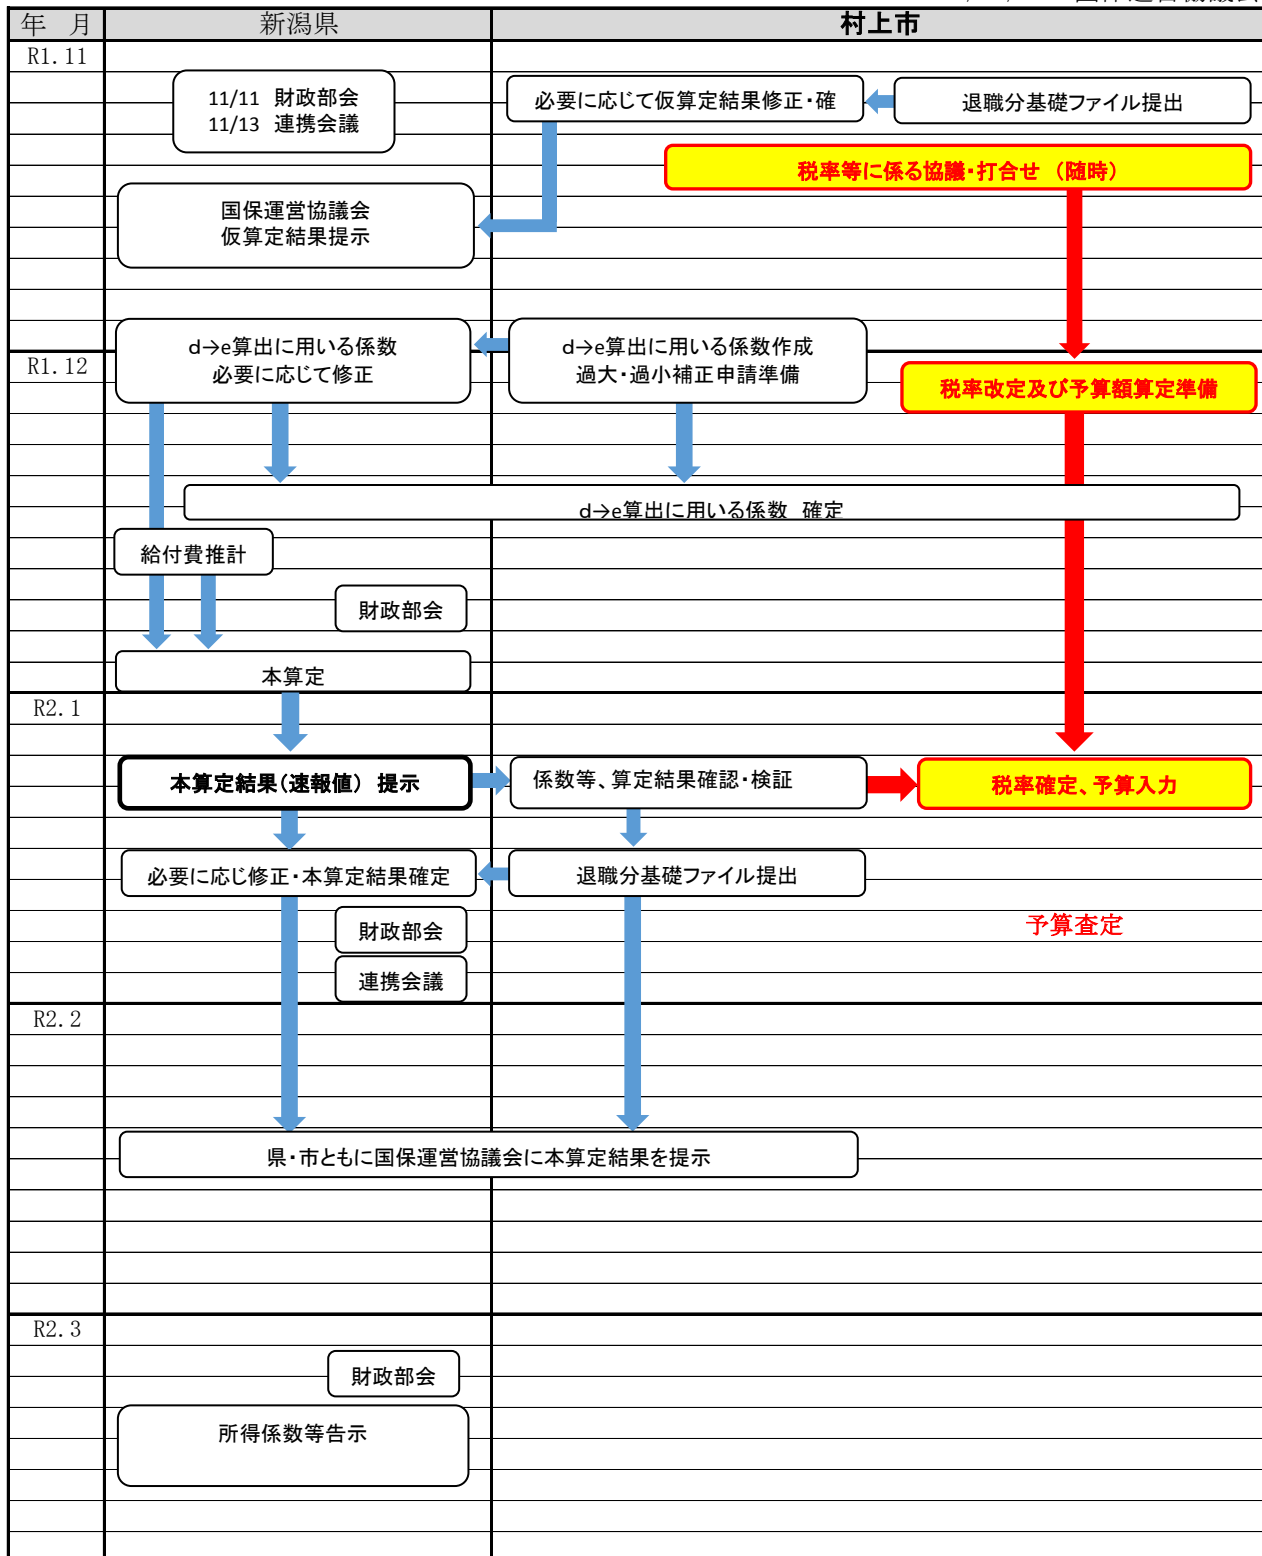 年　月
新潟県
村上市
R1.11
11/11 財政部会
11/13 連携会議
必要に応じて仮算定結果修正・確
退職分基礎ファイル提出
税率等に係る協議・打合せ （随時）
国保運営協議会
仮算定結果提示
R1.12
d→e算出に用いる係数
必要に応じて修正
d→e算出に用いる係数作成
過大・過小補正申請準備
税率改定及び予算額算定準備
d→e算出に用いる係数　確定
給付費推計
財政部会
本算定
R2.1
本算定結果（速報値）　提示
係数等、算定結果確認・検証
税率確定、予算入力
必要に応じ修正・本算定結果確定
退職分基礎ファイル提出
予算査定
財政部会
連携会議
R2.2
県・市ともに国保運営協議会に本算定結果を提示
R2.3
財政部会
所得係数等告示